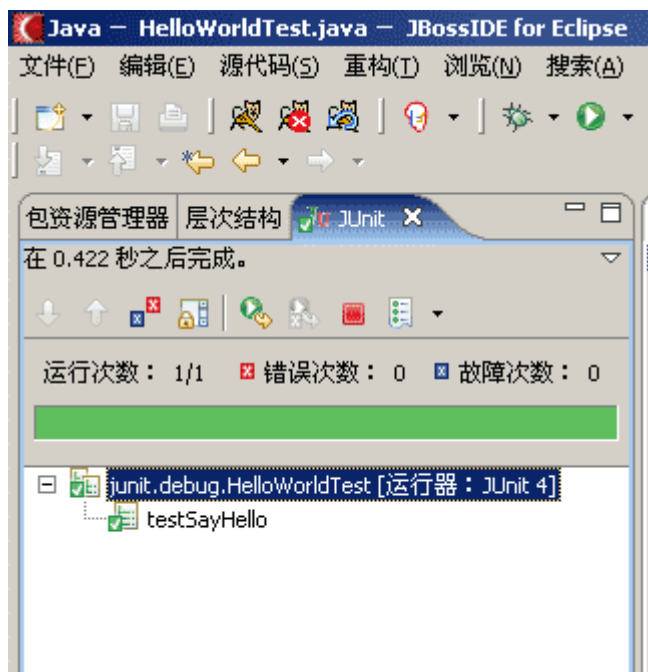 Java － HelloWorldTest.java － JBossIDE for Eclipse
文件(F) 编辑(E) 源代码(S) 重构(T) 浏览(N) 搜索(A)
包资源管理器 层次结构 JUnit
在 0.422 秒之后完成。
运行次数： 1/1 错误次数： 0 故障次数： 0
junit.debug.HelloWorldTest [运行器：JUnit 4]
testSayHello